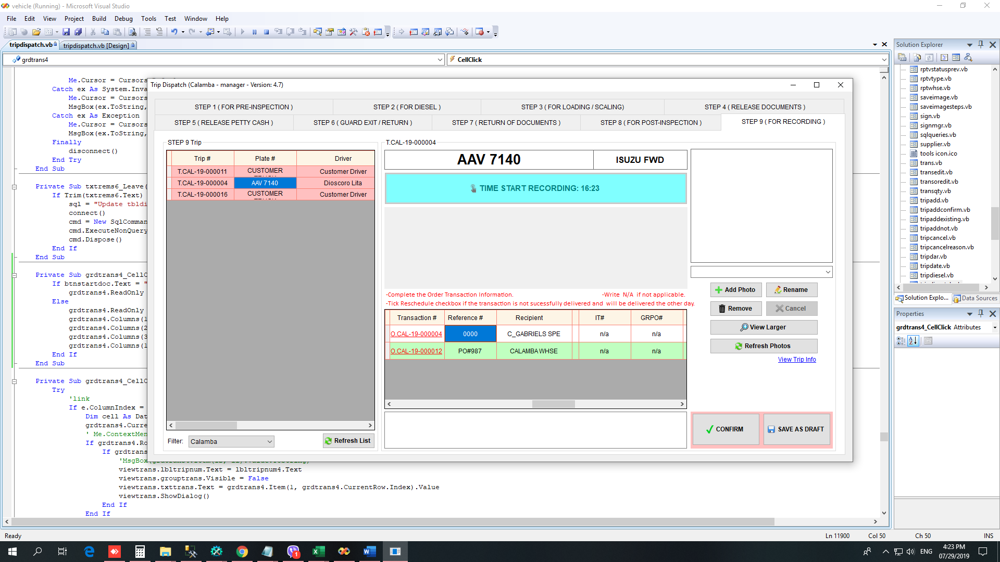 vehicle (Running) - Microsoft Visual Studio
File Edit View Project Build Debug Tools Test Window Help
tripdispatch.vb tripdispatch.vb [Design]
grdtrans4
CellClick
Me.Cursor = Cursors
Catch ex As System.Inva
Me.Cursor = Cursors
MsgBox(ex.ToString,
Catch ex As Exception
Me.Cursor = Cursors
MsgBox(ex.ToString,
Finally
disconnect()
End Try
End Sub
Private Sub txtrems6_Leave(
If Trim(txtrems6.Text)
sql = "Update tbldi
connect()
cmd = New SqlComman
cmd.ExecuteNonQuery
cmd.Dispose()
End If
End Sub
Private Sub grdtrans4_CellC
If btnstartdoc.Text = "
grdtrans4.ReadOnly
Else
grdtrans4.ReadOnly
grdtrans4.Columns(1
grdtrans4.Columns(2
grdtrans4.Columns(3
grdtrans4.Columns(1
End If
End Sub
Private Sub grdtrans4_CellC
Try
'link
If e.ColumnIndex =
Dim cell As Dat
grdtrans4.Curre
' Me.ContextMen
If grdtrans4.Ro
If grdtrans
viewtrans.lbltripnum.Text = lbltripnum4.Text
viewtrans.grouptrans.Visible = False
viewtrans.txttrans.Text = grdtrans4.Item(1, grdtrans4.CurrentRow.Index).Value
viewtrans.ShowDialog()
End If
End If
Trip Dispatch (Calamba - manager - Version: 4.7)
STEP 1 ( FOR PRE-INSPECTION ) STEP 2 ( FOR DIESEL ) STEP 3 ( FOR LOADING / SCALING) STEP 4 ( RELEASE DOCUMENTS )
STEP 5 ( RELEASE PETTY CASH ) STEP 6 ( GUARD EXIT / RETURN ) STEP 7 ( RETURN OF DOCUMENTS ) STEP 8 ( FOR POST-INSPECTION ) STEP 9 ( FOR RECORDING )
STEP 9 Trip
Trip # Plate # Driver
T.CAL-19-000011 CUSTOMER Customer Driver
T.CAL-19-000004 AAV 7140 Dioscoro Lita
T.CAL-19-000016 CUSTOMER Customer Driver
Filter: Calamba Refresh List
T.CAL-19-000004
AAV 7140 ISUZU FWD
TIME START RECORDING: 16:23
-Complete the Order Transaction Information. -Write N/A if not applicable.
-Tick Reschedule checkbox if the transaction is not sucessfully delivered and will be delivered the other day.
Transaction # Reference # Recipient IT# GRPO#
O.CAL-19-000004 0000 C_GABRIELS SPE n/a n/a
O.CAL-19-000012 PO#987 CALAMBA WHSE n/a n/a
Add Photo Rename
Remove Cancel
View Larger
Refresh Photos
View Trip Info
CONFIRM SAVE AS DRAFT
Solution Explorer
rptvstatusprev.vb
rptvtype.vb
rptwhse.vb
saveimage.vb
saveimagesteps.vb
sign.vb
signmgr.vb
sqlqueries.vb
supplier.vb
tools icon.ico
trans.vb
transedit.vb
transoredit.vb
transqty.vb
tripadd.vb
tripaddconfirm.vb
tripaddexisting.vb
tripaddnot.vb
tripcancel.vb
tripcancelreason.vb
tripdar.vb
tripdate.vb
tripdiesel.vb
Solution Explo... Data Sources
Properties
grdtrans4_CellClick Attributes
Ready Ln 11900 Col 50 Ch 50 INS
1
ENG
4:23 PM
07/29/2019